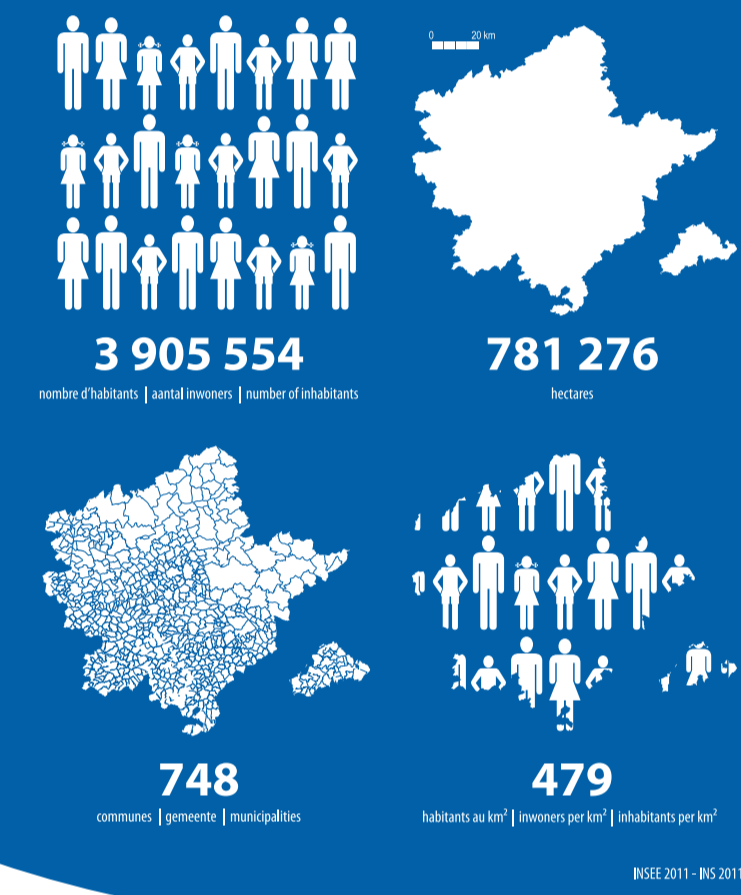 0 20 km
3 905 554
nombre d'habitants | aantal inwoners | number of inhabitants
781 276
hectares
748
communes | gemeente | municipalities
479
habitants au km² | inwoners per km² | inhabitants per km²
INSEE 2011 - INS 2011